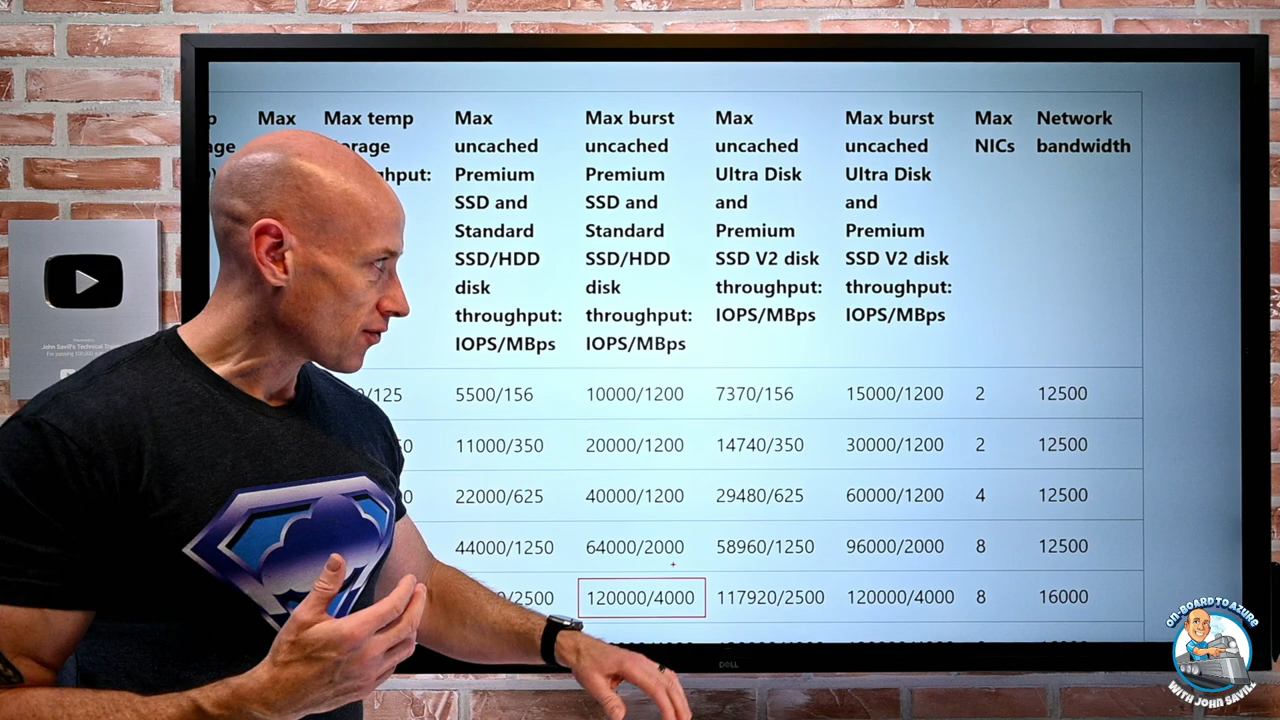 Max
Max temp
Max
uncached
Premium
SSD and
Standard
SSD/HDD
disk
throughput:
IOPS/MBps
Max burst
uncached
Premium
SSD and
Standard
SSD/HDD
disk
throughput:
IOPS/MBps
Max
uncached
Ultra Disk
and
Premium
SSD V2 disk
throughput:
IOPS/MBps
Max burst
uncached
Ultra Disk
and
Premium
SSD V2 disk
throughput:
IOPS/MBps
Max
NICs
Network
bandwidth
/125 5500/156 10000/1200 7370/156 15000/1200 2 12500
11000/350 20000/1200 14740/350 30000/1200 2 12500
22000/625 40000/1200 29480/625 60000/1200 4 12500
44000/1250 64000/2000 58960/1250 96000/2000 8 12500
/2500 120000/4000 117920/2500 120000/4000 8 16000
DELL
John Savill's Technical
ON-BOARD TO AZURE
WITH JOHN SAVILL